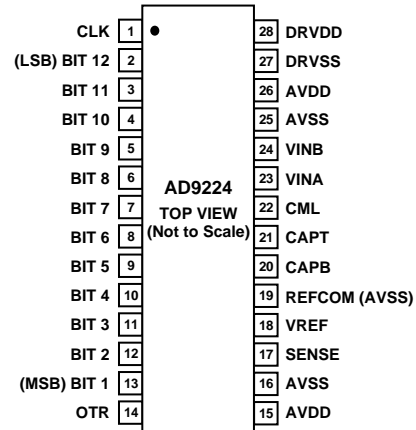 CLK 1 28 DRVDD
(LSB) BIT 12 2 27 DRVSS
BIT 11 3 26 AVDD
BIT 10 4 25 AVSS
BIT 9 5 24 VINB
BIT 8 6 23 VINA
BIT 7 7 22 CML
BIT 6 8 21 CAPT
BIT 5 9 20 CAPB
BIT 4 10 19 REFCOM (AVSS)
BIT 3 11 18 VREF
BIT 2 12 17 SENSE
(MSB) BIT 1 13 16 AVSS
OTR 14 15 AVDD
AD9224
TOP VIEW
(Not to Scale)